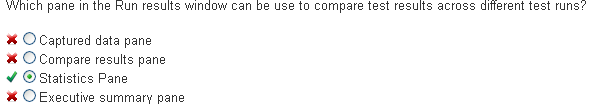 Which pane in the Run results window can be use to compare test results across different test runs?
Captured data pane
Compare results pane
Statistics Pane
Executive summary pane